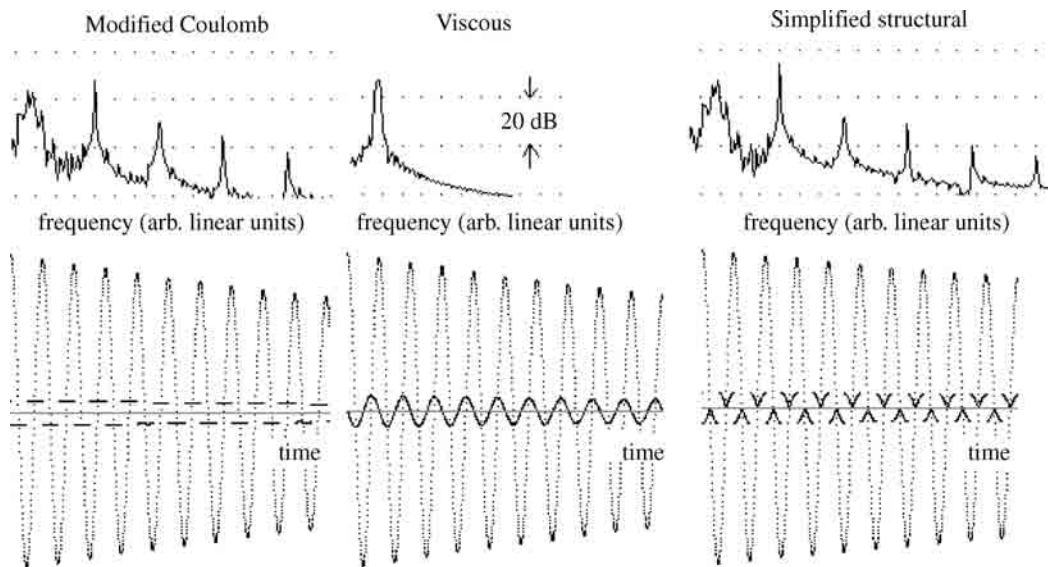 Modified Coulomb
Viscous
Simplified structural
20 dB
frequency (arb. linear units)
frequency (arb. linear units)
frequency (arb. linear units)
time
time
time